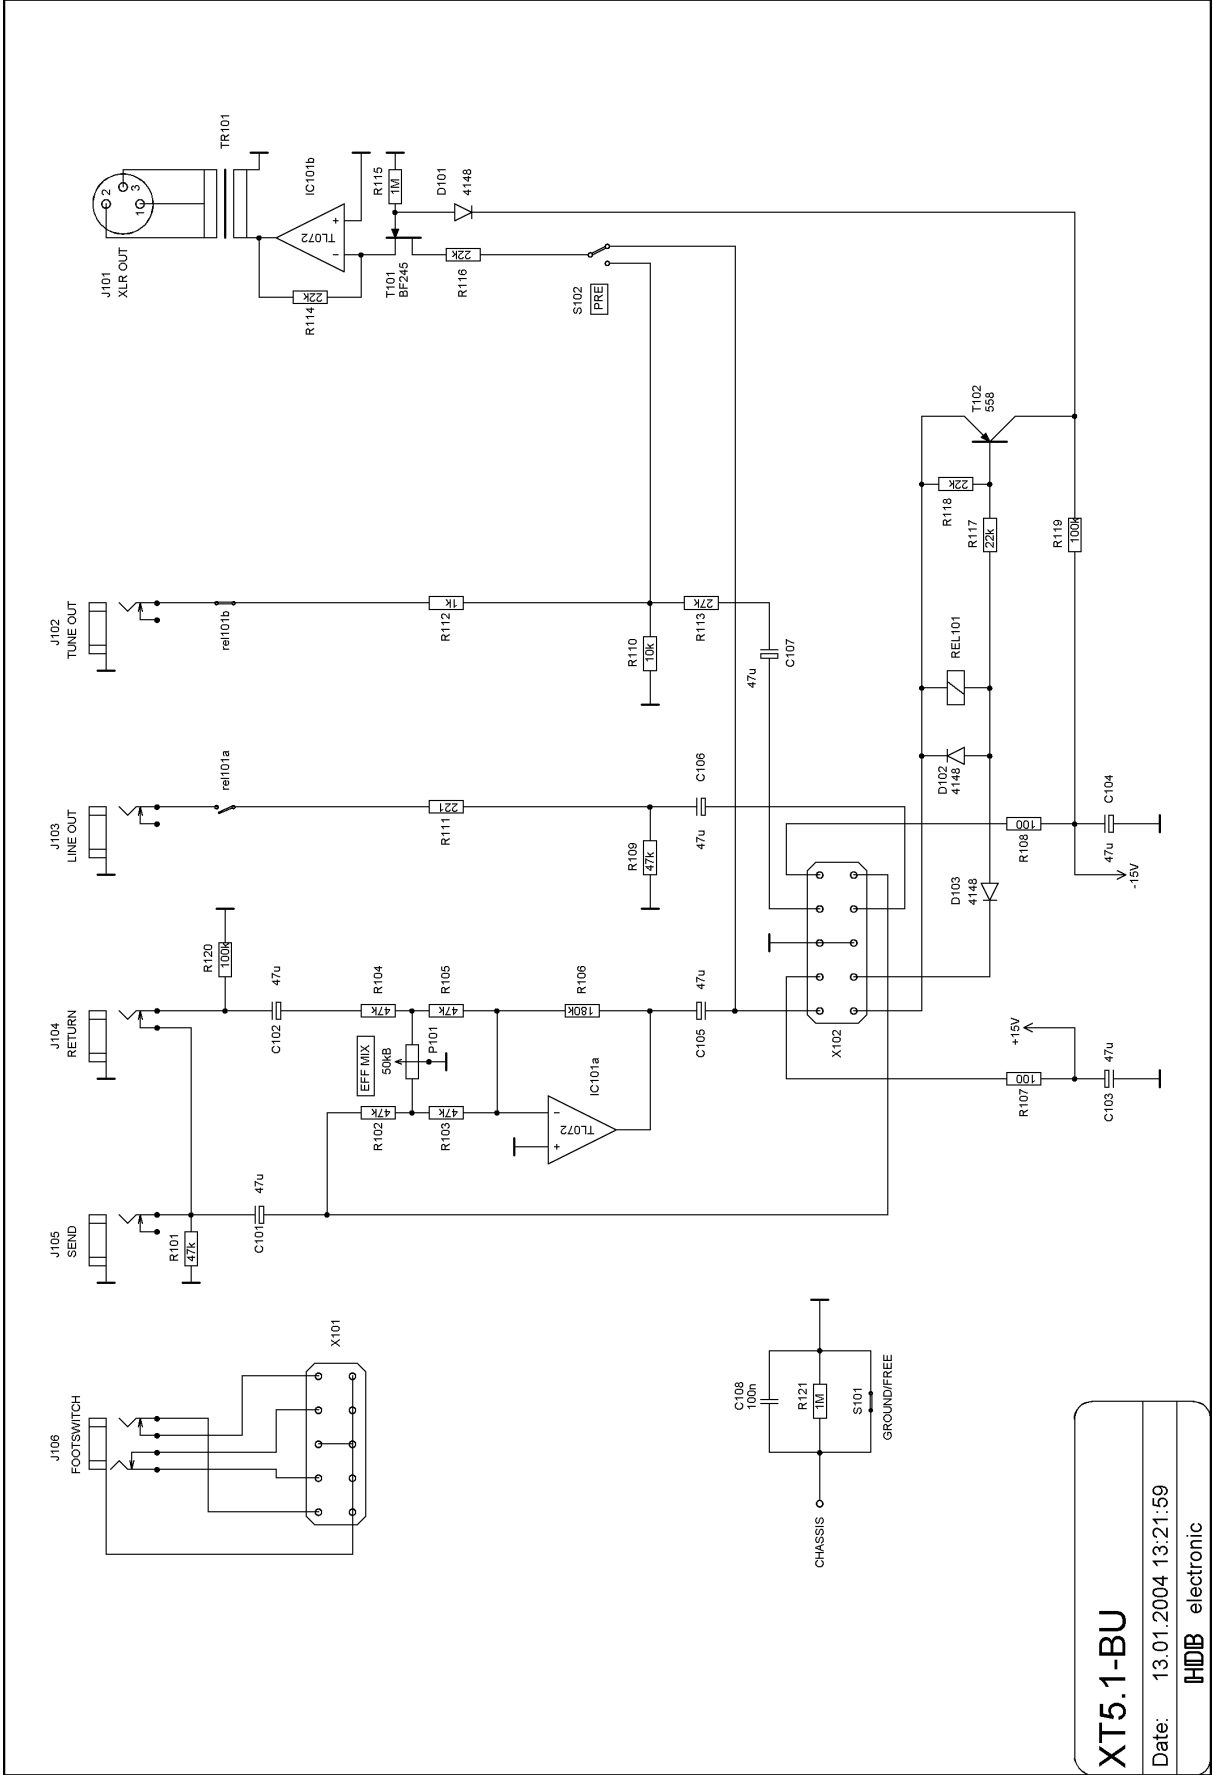 J106
FOOTSWITCH
X101
J105
SEND
R101
47k
C101
47u
J104
RETURN
R120
100k
C102
47u
R102
47k
R104
47k
EFF MIX
50kB
P101
R103
47k
R105
47k
IC101a
TL072
+
-
R106
180k
C105
47u
J103
LINE OUT
rel101a
R111
221
R109
47k
C106
47u
J102
TUNE OUT
rel101b
R112
1k
R110
10k
R113
27k
C107
47u
J101
XLR OUT
1
2
3
TR101
IC101b
TL072
+
-
R114
22k
R115
1M
T101
BF245
D101
4148
R116
22k
S102
PRE
C108
100n
R121
1M
S101
GROUND/FREE
CHASSIS
X102
R107
100
+15V
C103
47u
R108
100
-15V
C104
47u
D103
4148
D102
4148
REL101
R117
22k
R118
22k
R119
100k
T102
558
XT5.1-BU
Date: 13.01.2004 13:21:59
HDB electronic